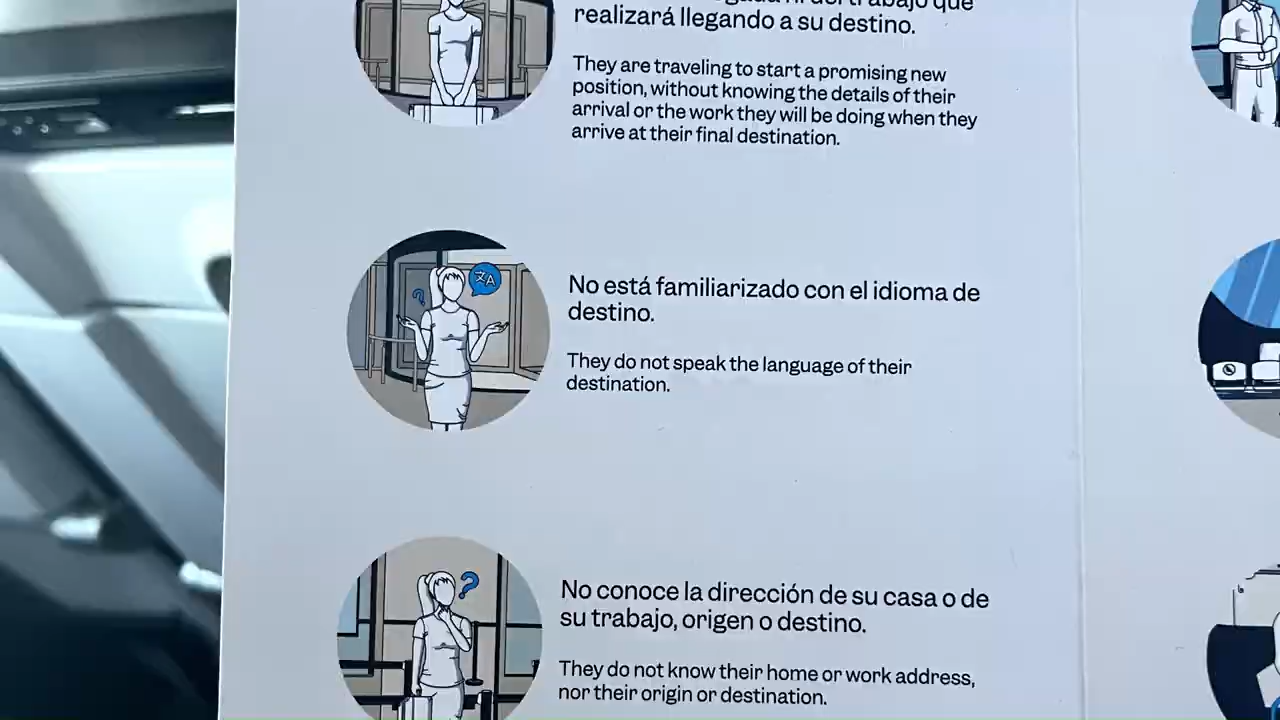 que
realizará llegando a su destino.
They are traveling to start a promising new
position, without knowing the details of their
arrival or the work they will be doing when they
arrive at their final destination.
No está familiarizado con el idioma de
destino.
They do not speak the language of their
destination.
No conoce la dirección de su casa o de
su trabajo, origen o destino.
They do not know their home or work address,
nor their origin or destination.